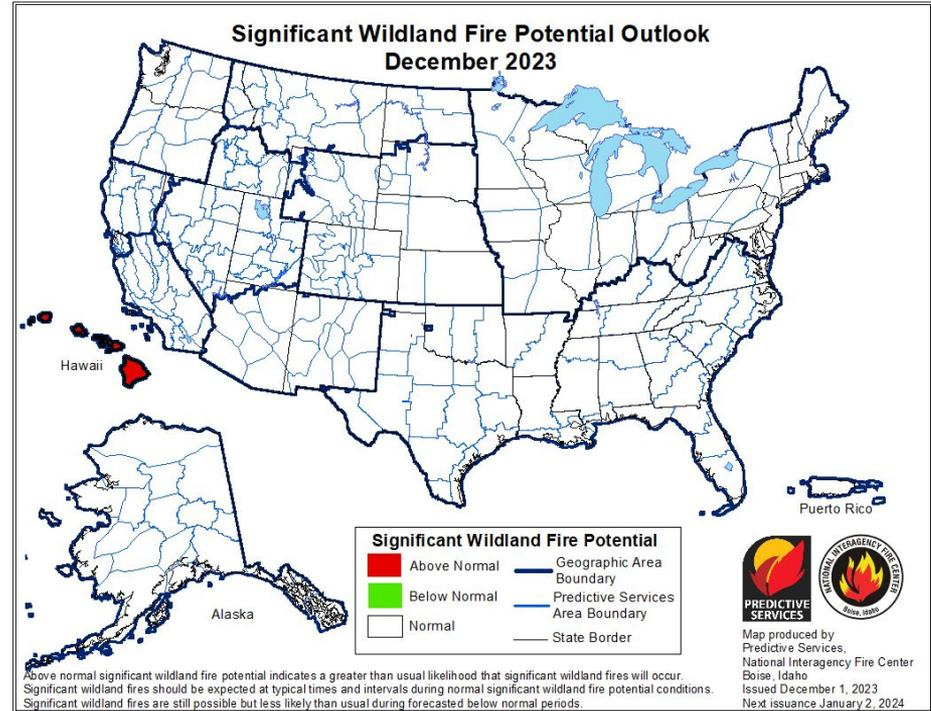 Significant Wildland Fire Potential Outlook
December 2023
Hawaii
Alaska
Puerto Rico
Significant Wildland Fire Potential
Above Normal
Below Normal
Normal
Geographic Area
Boundary
Predictive Services
Area Boundary
State Border
PREDICTIVE
SERVICES
NATIONAL INTERAGENCY FIRE CENTER
Boise, Idaho
Map produced by
Predictive Services,
National Interagency Fire Center
Boise, Idaho
Issued December 1, 2023
Next issuance January 2, 2024
Above normal significant wildland fire potential indicates a greater than usual likelihood that significant wildland fires will occur.
Significant wildland fires should be expected at typical times and intervals during normal significant wildland fire potential conditions.
Significant wildland fires are still possible but less likely than usual during forecasted below normal periods.